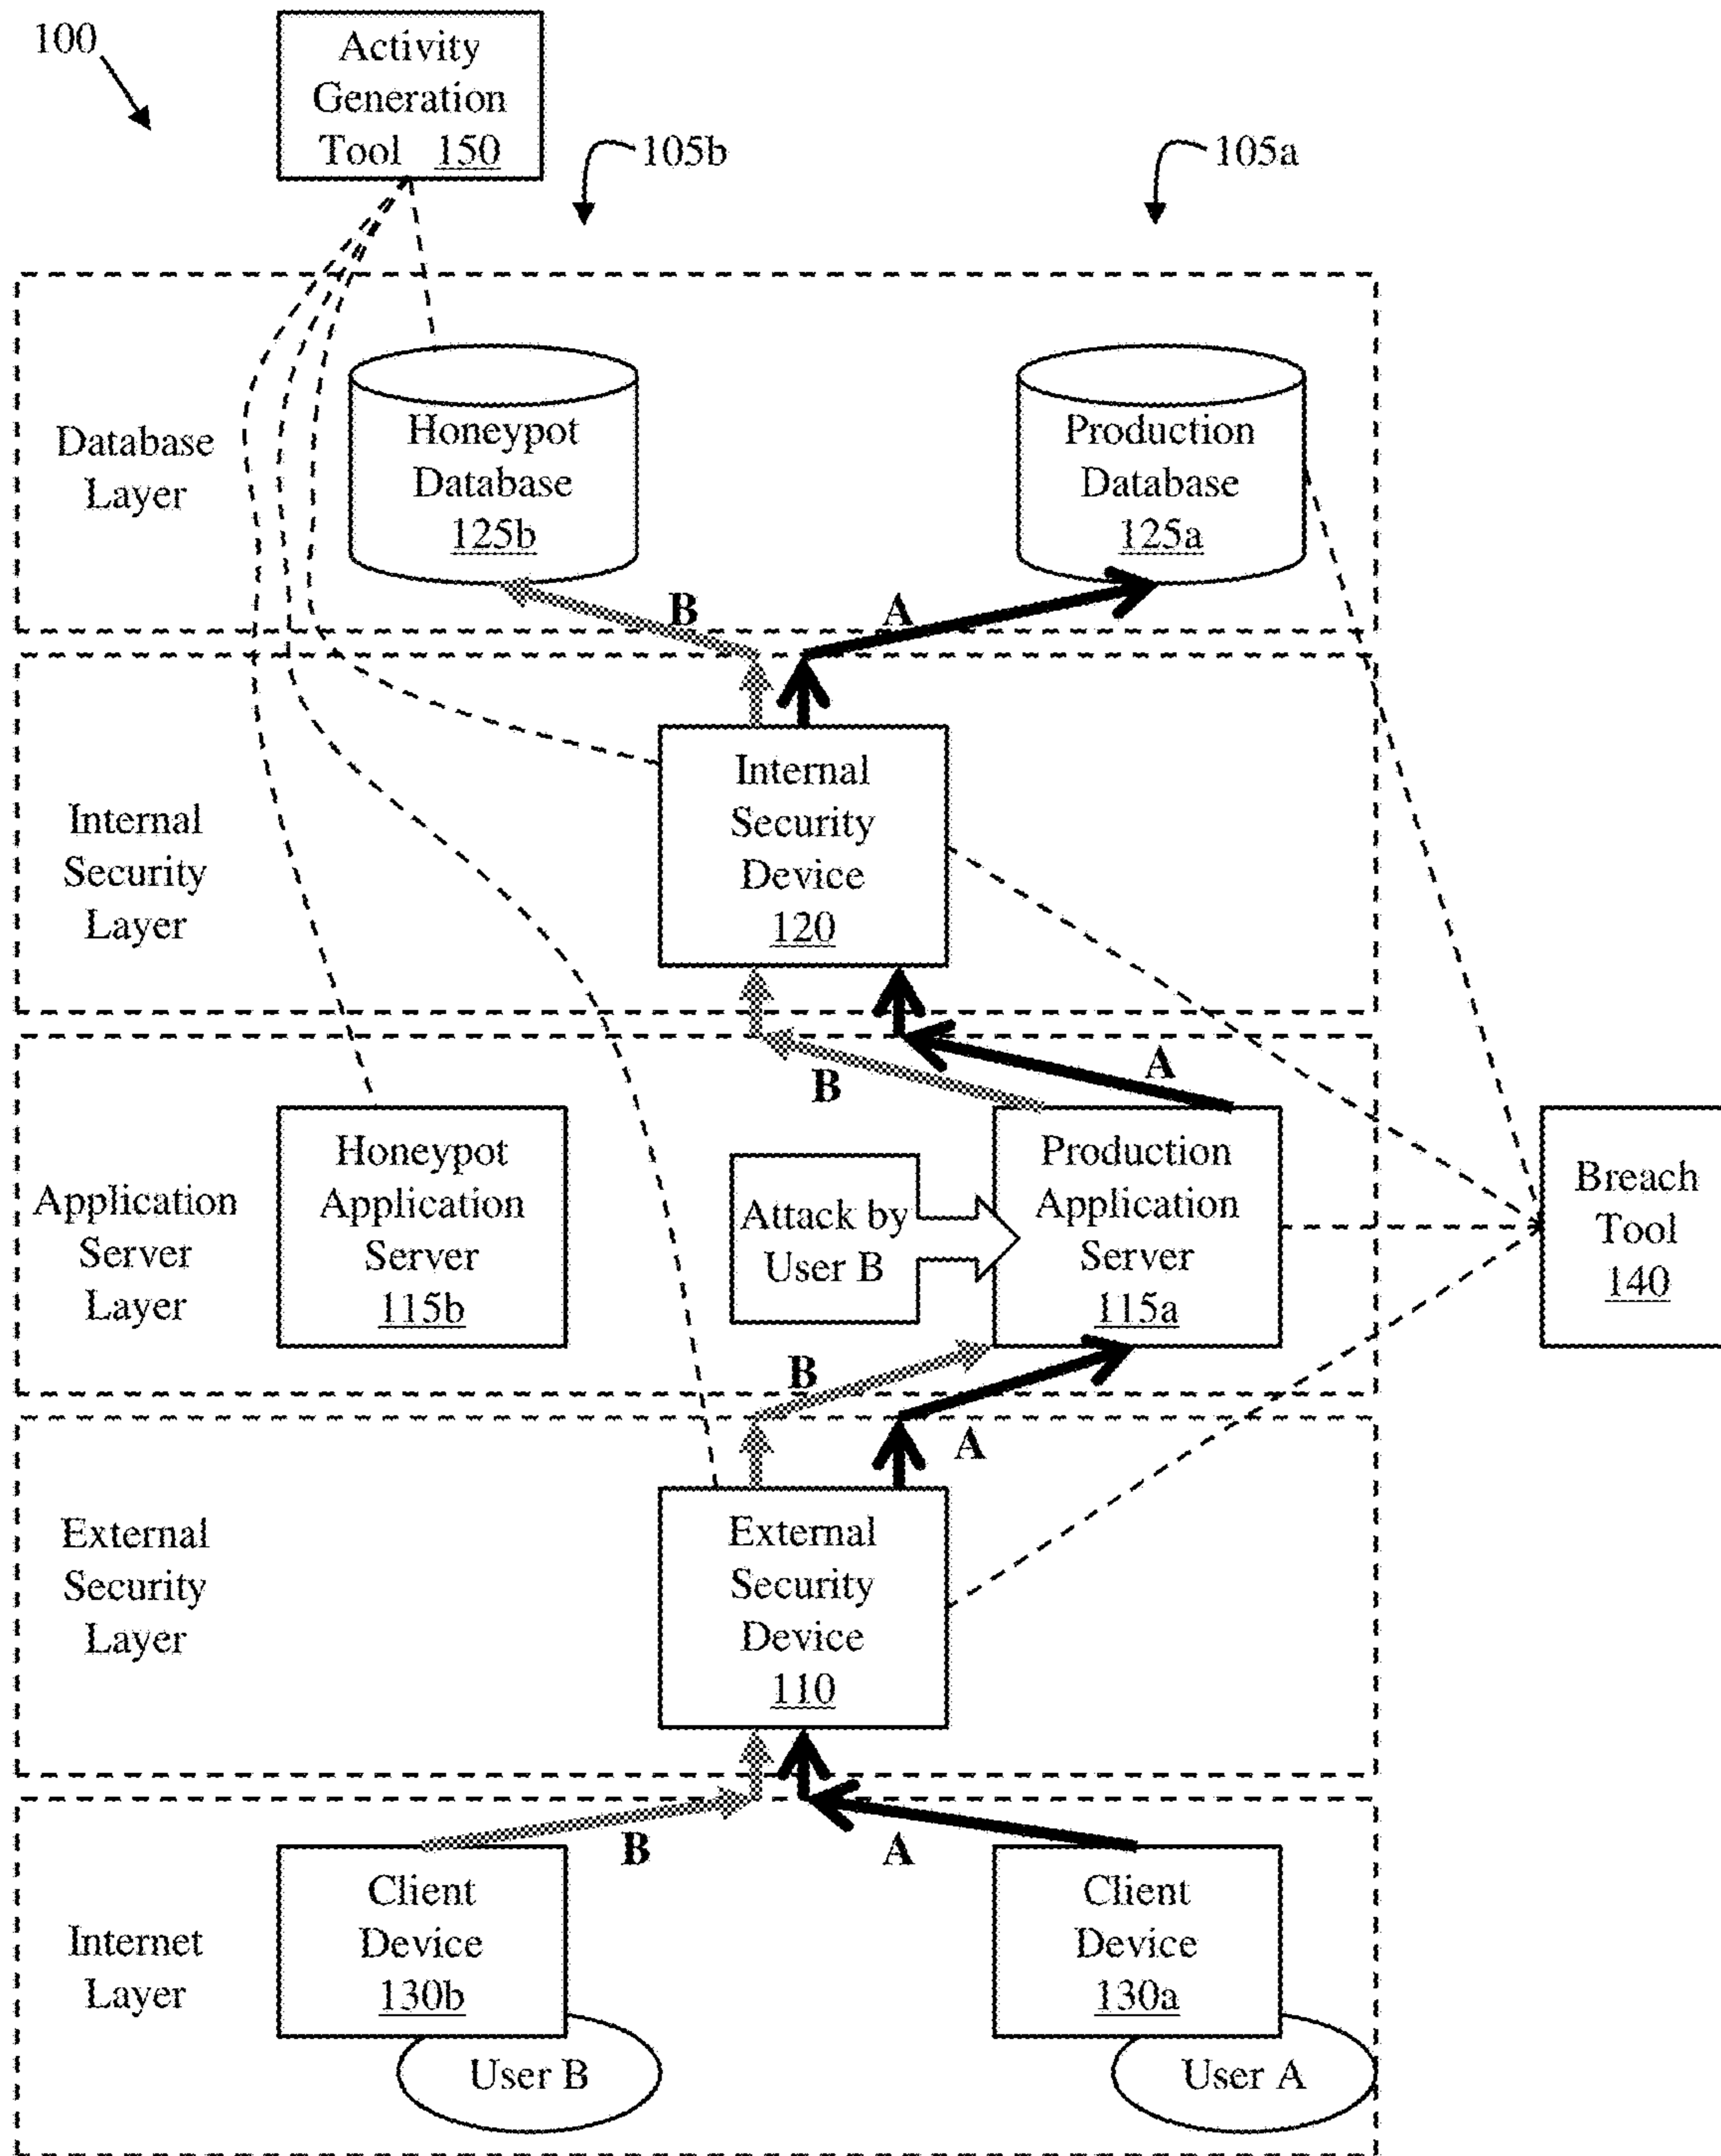 100
Activity
Generation
Tool 150
105b
105a
Database
Layer
Honeypot
Database
125b
Production
Database
125a
B
A
Internal
Security
Layer
Internal
Security
Device
120
B
A
Application
Server
Layer
Honeypot
Application
Server
115b
Attack by
User B
Production
Application
Server
115a
Breach
Tool
140
B
A
External
Security
Layer
External
Security
Device
110
B
A
Internet
Layer
Client
Device
130b
User B
Client
Device
130a
User A